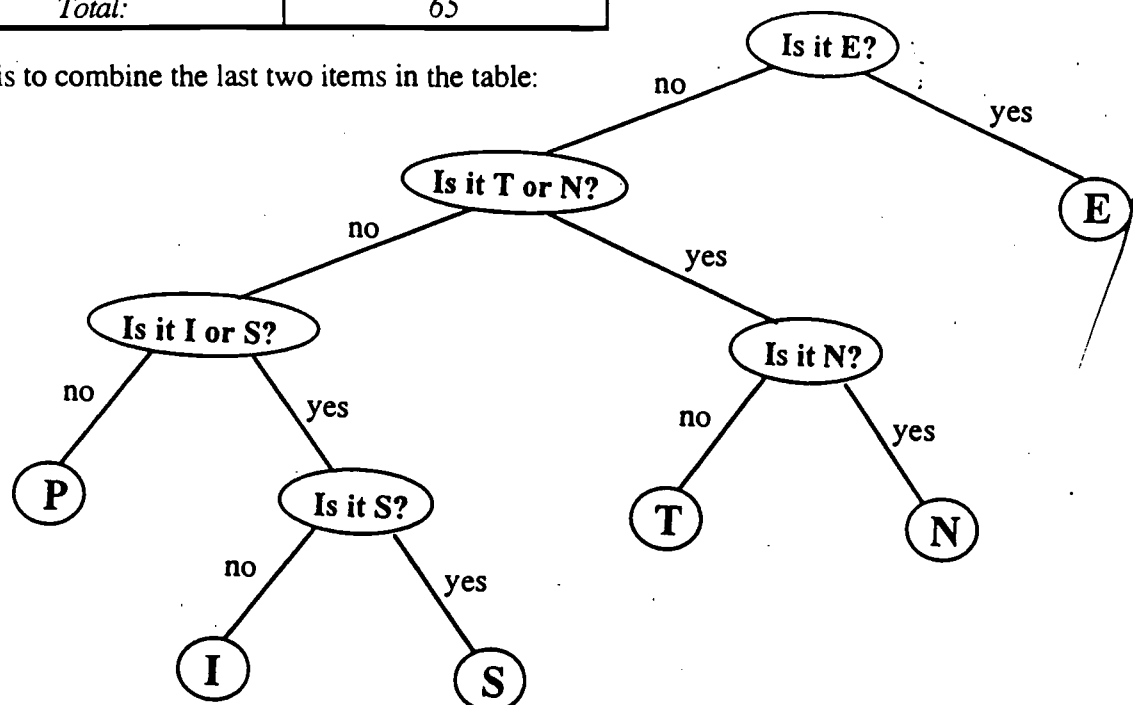 Total: 65
is to combine the last two items in the table:
Is it E?
no
yes
Is it T or N?
E
no
yes
Is it I or S?
Is it N?
no
yes
no
yes
P
Is it S?
T
N
no
yes
I
S